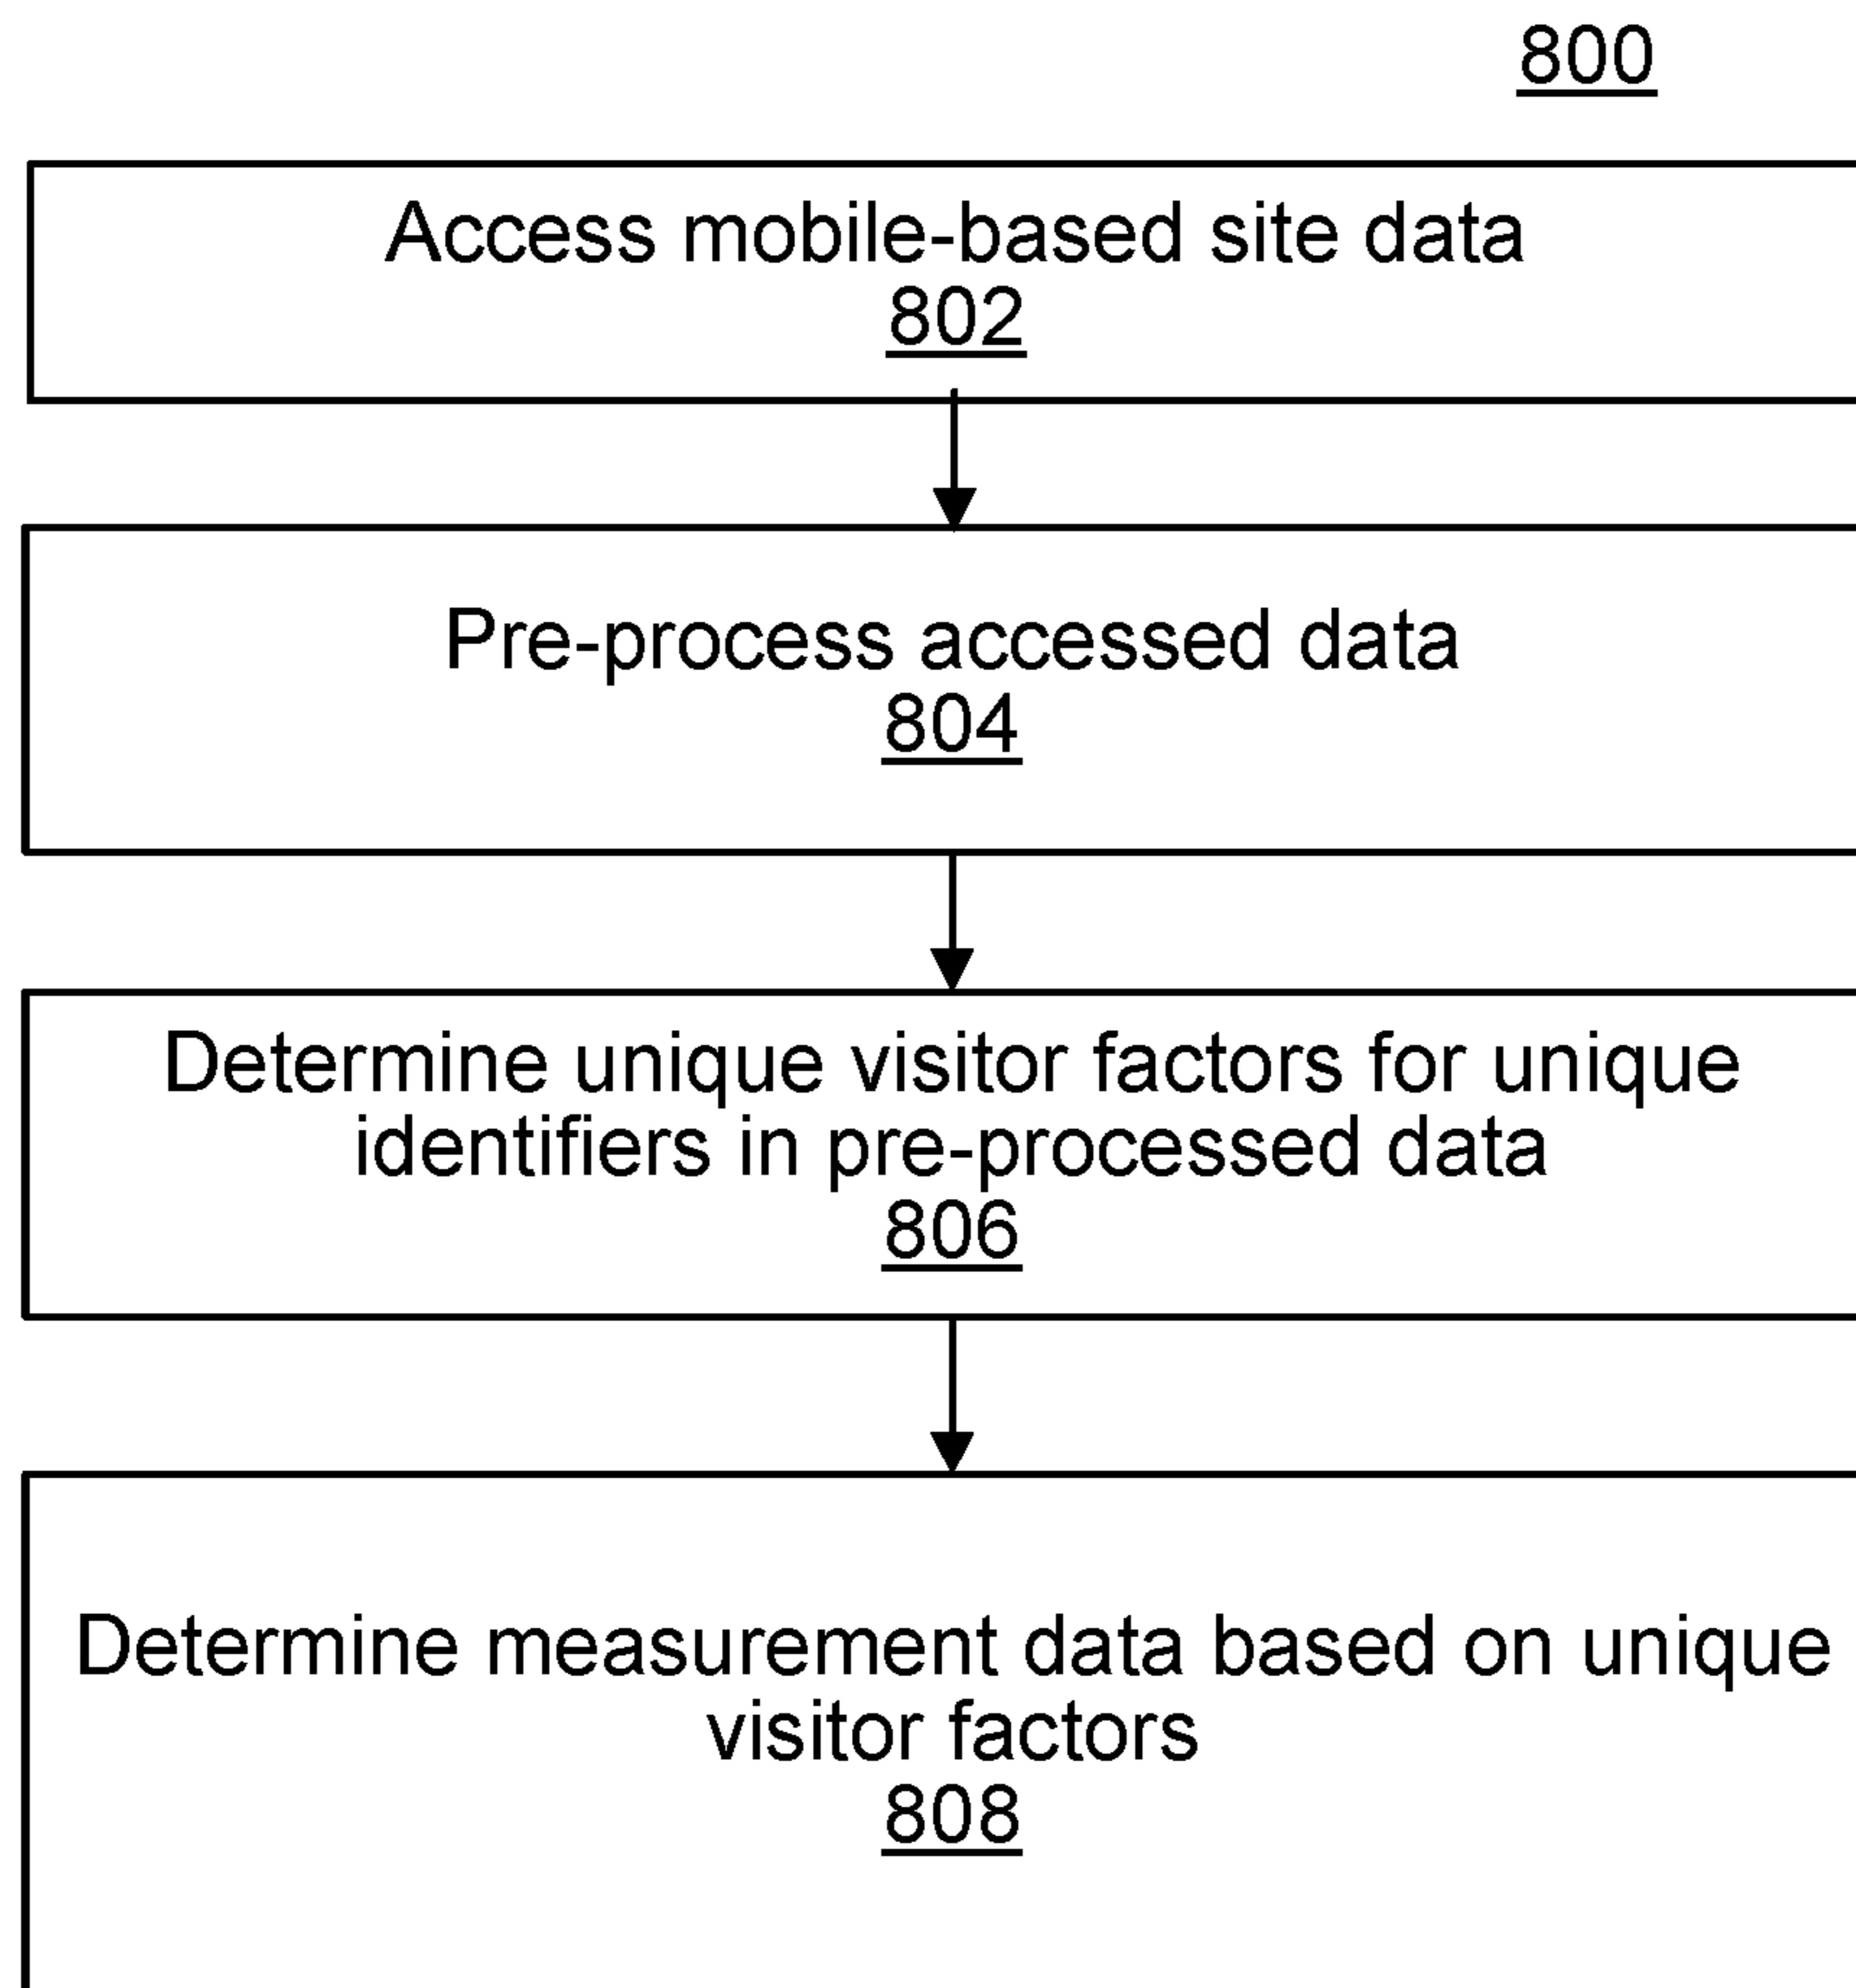 800
Access mobile-based site data
802
Pre-process accessed data
804
Determine unique visitor factors for unique
identifiers in pre-processed data
806
Determine measurement data based on unique
visitor factors
808